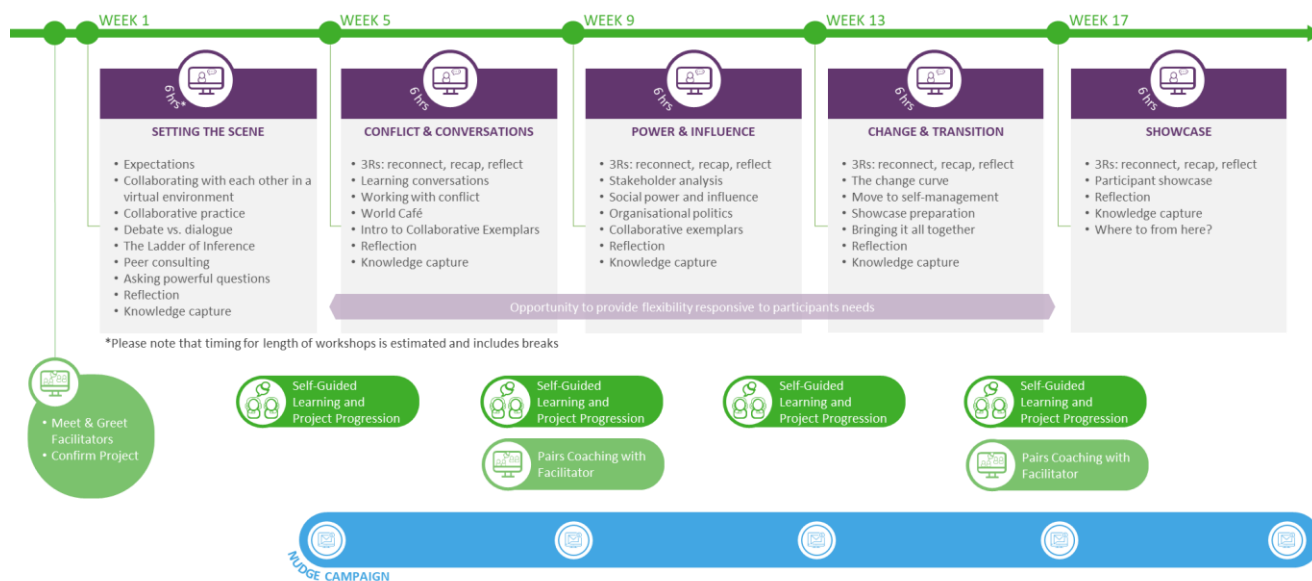 WEEK 1
WEEK 5
WEEK 9
WEEK 13
WEEK 17
6 hrs*
SETTING THE SCENE
• Expectations
• Collaborating with each other in a
virtual environment
• Collaborative practice
• Debate vs. dialogue
• The Ladder of Inference
• Peer consulting
• Asking powerful questions
• Reflection
• Knowledge capture
6 hrs
CONFLICT & CONVERSATIONS
• 3Rs: reconnect, recap, reflect
• Learning conversations
• Working with conflict
• World Café
• Intro to Collaborative Exemplars
• Reflection
• Knowledge capture
6 hrs
POWER & INFLUENCE
• 3Rs: reconnect, recap, reflect
• Stakeholder analysis
• Social power and influence
• Organisational politics
• Collaborative exemplars
• Reflection
• Knowledge capture
6 hrs
CHANGE & TRANSITION
• 3Rs: reconnect, recap, reflect
• The change curve
• Move to self-management
• Showcase preparation
• Bringing it all together
• Reflection
• Knowledge capture
6 hrs
SHOWCASE
• 3Rs: reconnect, recap, reflect
• Participant showcase
• Reflection
• Knowledge capture
• Where to from here?
Opportunity to provide flexibility responsive to participants needs
*Please note that timing for length of workshops is estimated and includes breaks
• Meet & Greet
Facilitators
• Confirm Project
Self-Guided
Learning and
Project Progression
Self-Guided
Learning and
Project Progression
Self-Guided
Learning and
Project Progression
Self-Guided
Learning and
Project Progression
Pairs Coaching with
Facilitator
Pairs Coaching with
Facilitator
NUDGE CAMPAIGN